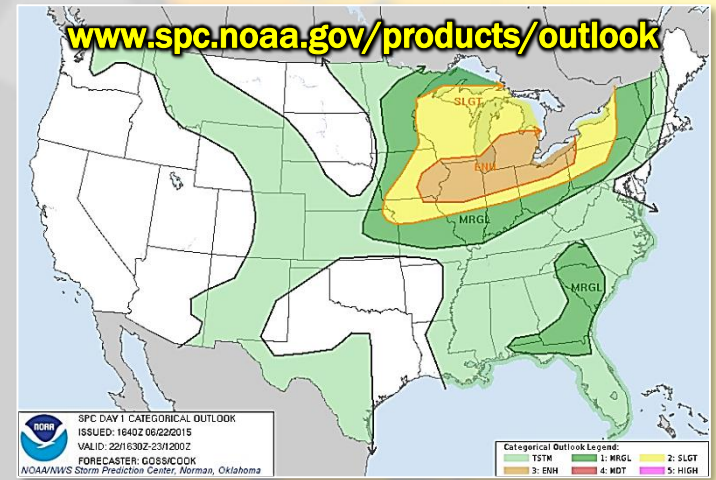 www.spc.noaa.gov/products/outlook
SLGT
ENH
MRGL
MRGL
NOAA
SPC DAY 1 CATEGORICAL OUTLOOK
ISSUED: 1640Z 06/22/2015
VALID: 22/1630Z-23/1200Z
FORECASTER: GOSS/COOK
NOAA/NWS Storm Prediction Center, Norman, Oklahoma
Categorical Outlook Legend:
TSTM 1: MRGL 2: SLGT
3: ENH 4: MDT 5: HIGH